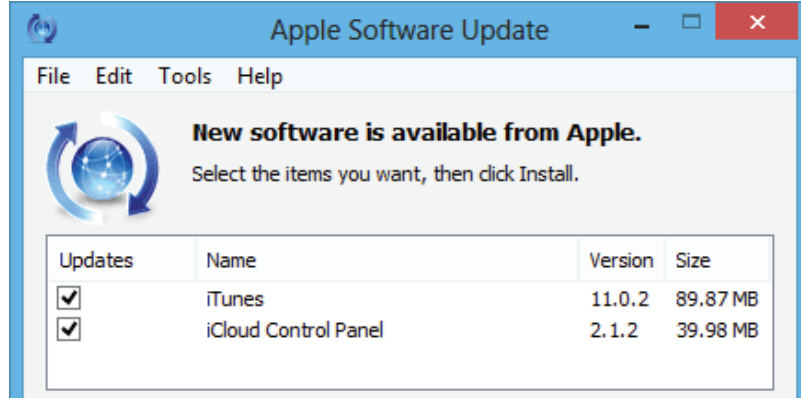 Apple Software Update
File Edit Tools Help
New software is available from Apple.
Select the items you want, then click Install.
Updates Name Version Size
iTunes 11.0.2 89.87 MB
iCloud Control Panel 2.1.2 39.98 MB